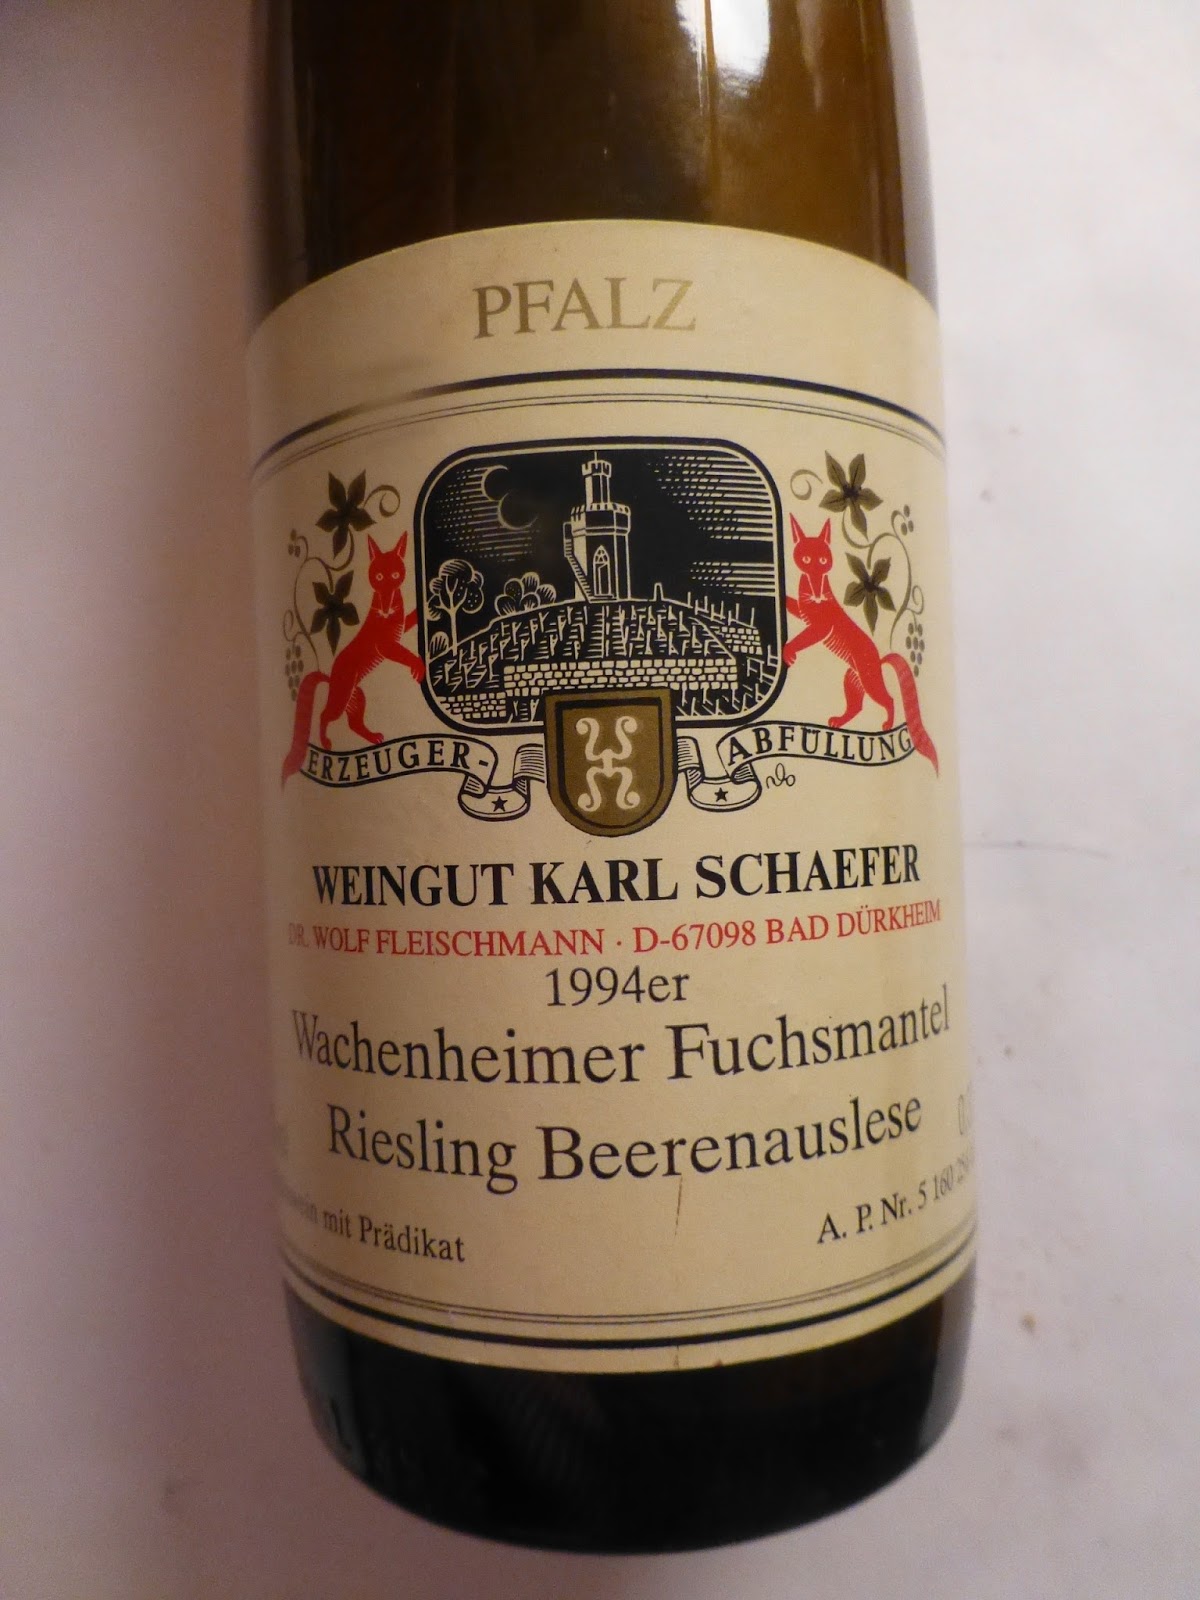 PFALZ
ERZEUGER-
ABFÜLLUNG
WEINGUT KARL SCHAEFER
DR. WOLF FLEISCHMANN · D-67098 BAD DÜRKHEIM
1994er
Wachenheimer Fuchsmantel
Riesling Beerenauslese
mit Prädikat
A. P. Nr. 5 160